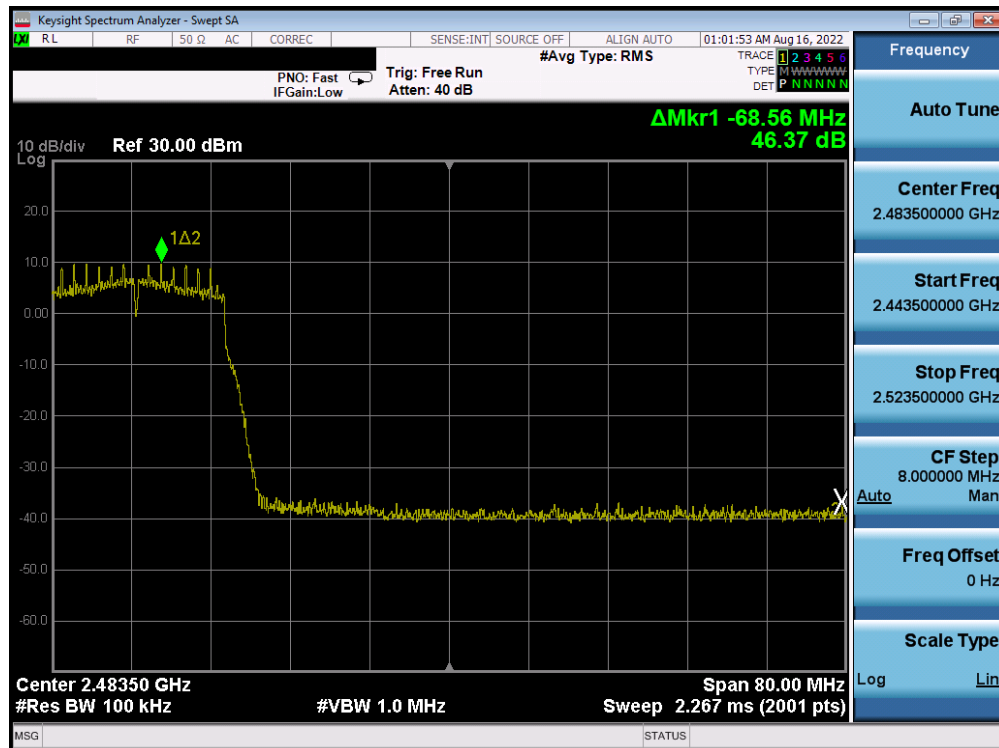 Keysight Spectrum Analyzer - Swept SA
LXI RL RF 50 Ω AC CORREC SENSE:INT SOURCE OFF ALIGN AUTO 01:01:53 AM Aug 16, 2022
#Avg Type: RMS
TRACE 1 2 3 4 5 6
PNO: Fast Trig: Free Run TYPE M WWWWW
IFGain:Low Atten: 40 dB DET P N N N N N
ΔMkr1 -68.56 MHz
46.37 dB
10 dB/div Ref 30.00 dBm
Log
20.0
1Δ2
10.0
0.00
-10.0
-20.0
-30.0
-40.0
-50.0
-60.0
X
Center 2.48350 GHz Span 80.00 MHz
#Res BW 100 kHz #VBW 1.0 MHz Sweep 2.267 ms (2001 pts)
MSG STATUS
Frequency
Auto Tune
Center Freq
2.483500000 GHz
Start Freq
2.443500000 GHz
Stop Freq
2.523500000 GHz
CF Step
8.000000 MHz
Auto Man
Freq Offset
0 Hz
Scale Type
Log Lin